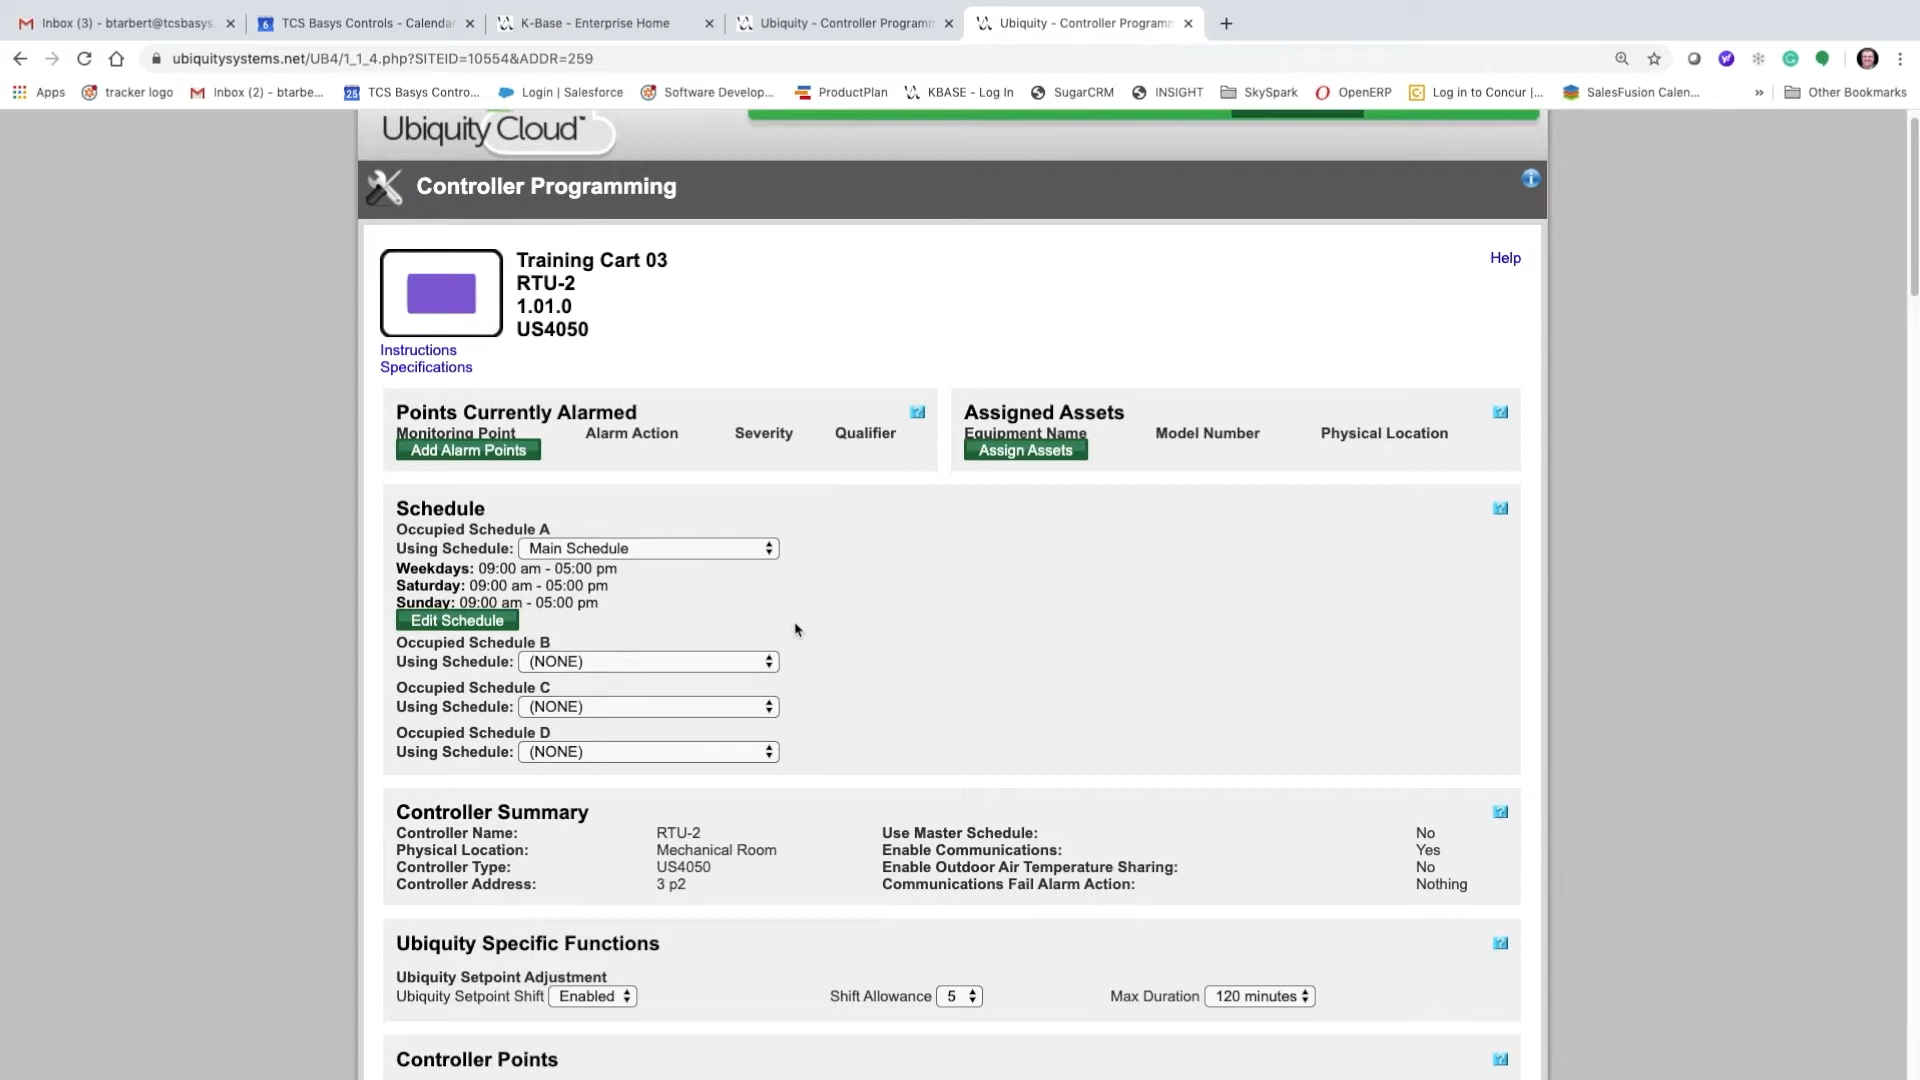 Inbox (3) - btarbert@tcsbasys. TCS Basys Controls - Calenda K-Base - Enterprise Home Ubiquity - Controller Programm Ubiquity - Controller Programm
ubiquitysystems.net/UB4/1_1_4.php?SITEID=10554&ADDR=259
Apps tracker logo Inbox (2) - btarbe... TCS Basys Contro... Login | Salesforce Software Develop... ProductPlan KBASE - Log In SugarCRM INSIGHT SkySpark OpenERP Log in to Concur |... SalesFusion Calen... » Other Bookmarks
Ubiquity Cloud™
Controller Programming
Training Cart 03
Help
RTU-2
1.01.0
US4050
Instructions
Specifications
Points Currently Alarmed
Monitoring Point Alarm Action Severity Qualifier
Add Alarm Points
Assigned Assets
Equipment Name Model Number Physical Location
Assign Assets
Schedule
Occupied Schedule A
Using Schedule: Main Schedule
Weekdays: 09:00 am - 05:00 pm
Saturday: 09:00 am - 05:00 pm
Sunday: 09:00 am - 05:00 pm
Edit Schedule
Occupied Schedule B
Using Schedule: (NONE)
Occupied Schedule C
Using Schedule: (NONE)
Occupied Schedule D
Using Schedule: (NONE)
Controller Summary
Controller Name: RTU-2 Use Master Schedule: No
Physical Location: Mechanical Room Enable Communications: Yes
Controller Type: US4050 Enable Outdoor Air Temperature Sharing: No
Controller Address: 3 p2 Communications Fail Alarm Action: Nothing
Ubiquity Specific Functions
Ubiquity Setpoint Adjustment
Ubiquity Setpoint Shift Enabled Shift Allowance 5 Max Duration 120 minutes
Controller Points